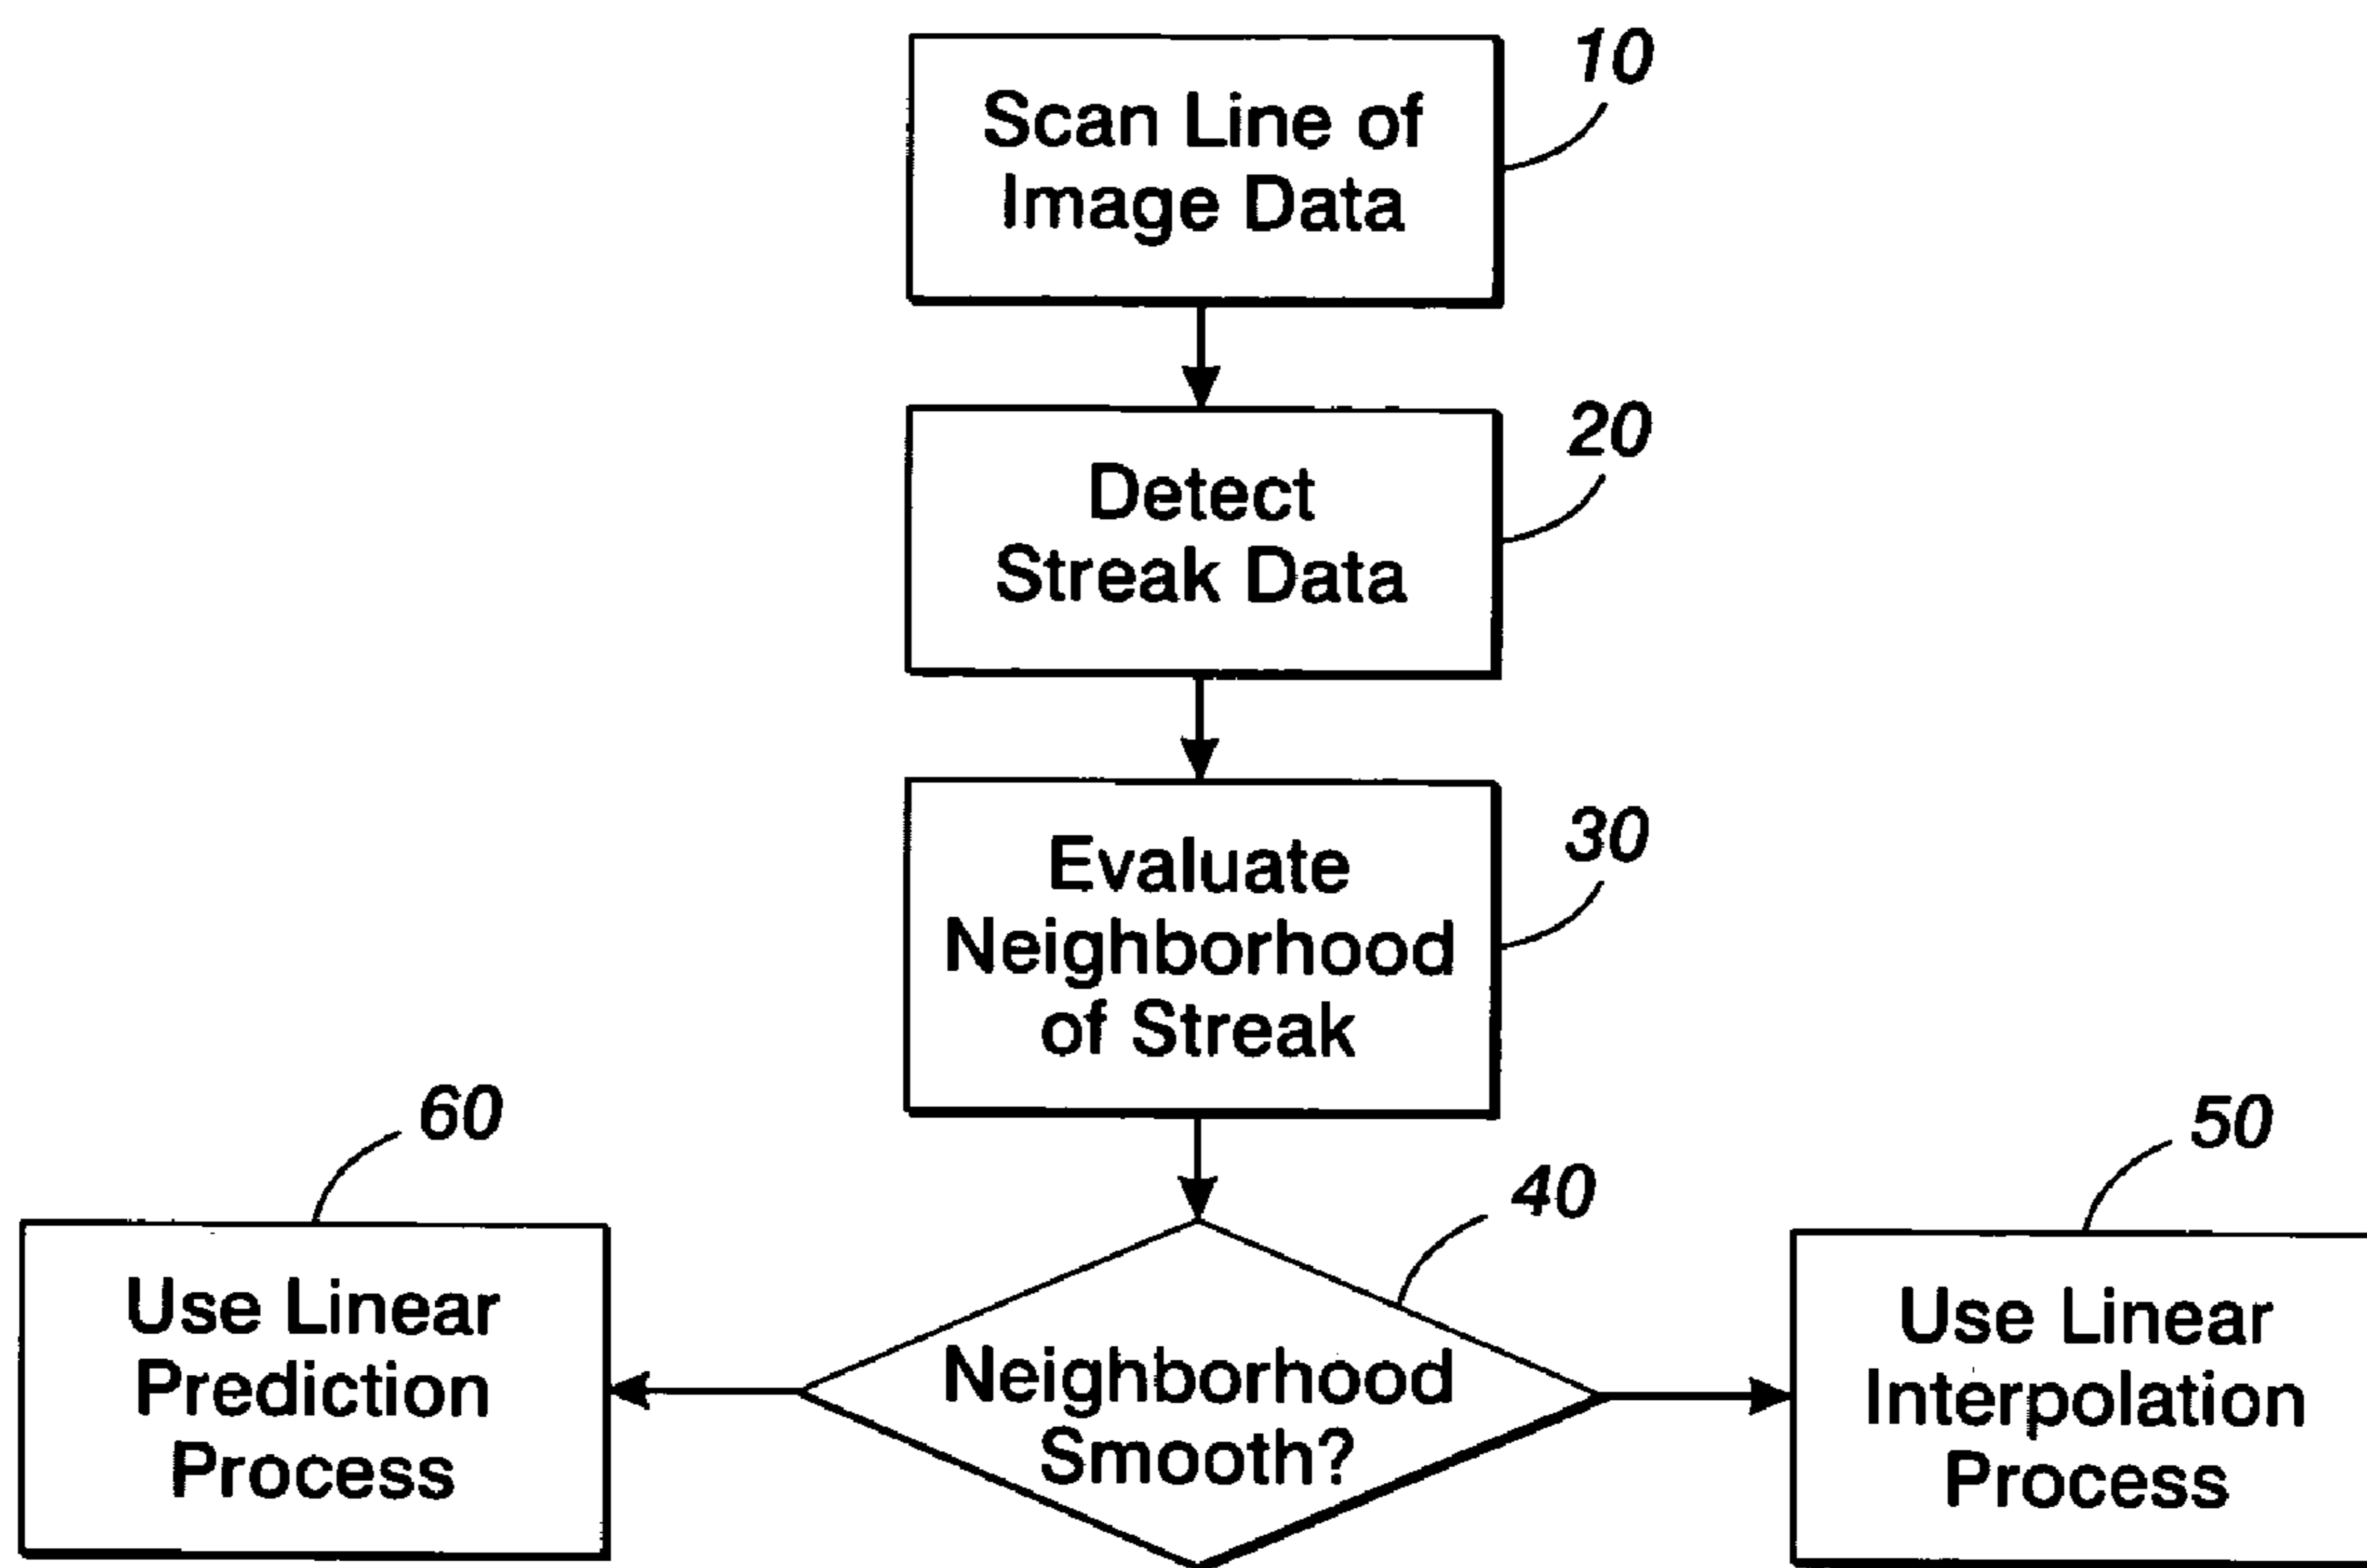 10
Scan Line of
Image Data
20
Detect
Streak Data
30
Evaluate
Neighborhood
of Streak
60
50
40
Use Linear
Prediction
Process
Neighborhood
Smooth?
Use Linear
Interpolation
Process